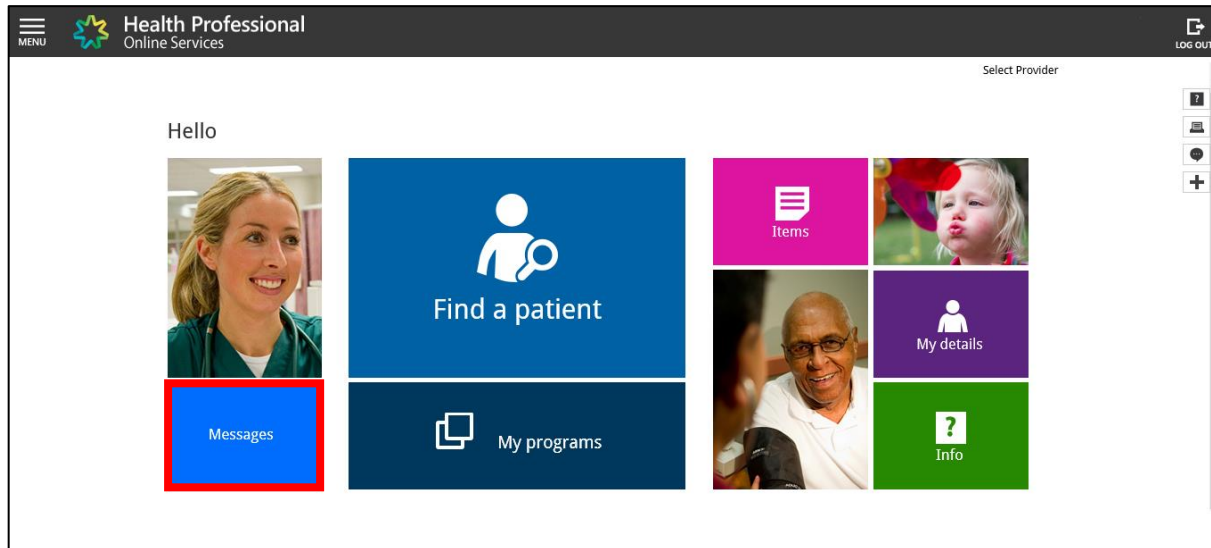 MENU
Health Professional
Online Services
LOG OUT
Select Provider
Hello
Find a patient
Items
My details
Messages
My programs
?
Info